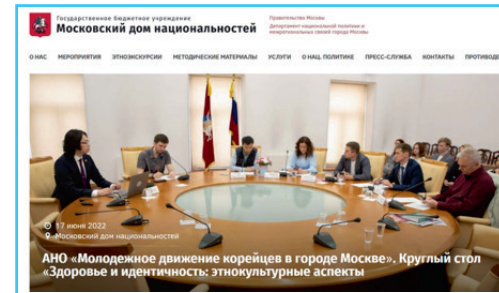 Государственное бюджетное учреждение
Московский дом национальностей
Правительство Москвы
Департамент национальной политики и
межрегиональных связей города Москвы
О НАС МЕРОПРИЯТИЯ ЭТНОЭКСКУРСИИ МЕТОДИЧЕСКИЕ МАТЕРИАЛЫ УСЛУГИ О НАЦ. ПОЛИТИКЕ ПРЕСС-СЛУЖБА КОНТАКТЫ ПРОТИВОДЕ
17 июня 2022
Московский дом национальностей
АНО «Молодежное движение корейцев в городе Москве». Круглый стол
«Здоровье и идентичность: этнокультурные аспекты